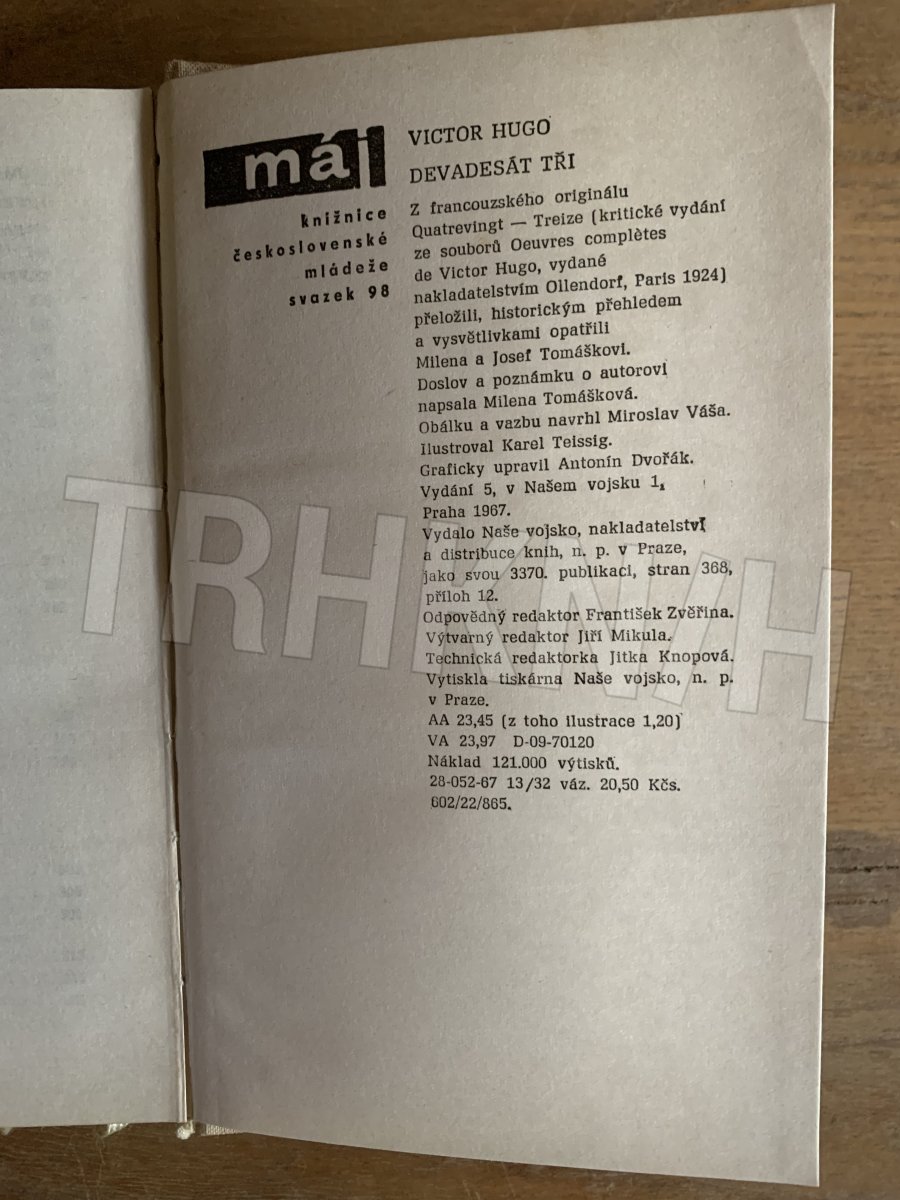 máj
knižnice
československé
mládeže
svazek 98
VICTOR HUGO
DEVADESÁT TŘI
Z francouzského originálu
Quatrevingt — Treize (kritické vydání
ze souborů Oeuvres complètes
de Victor Hugo, vydané
nakladatelstvím Ollendorf, Paris 1924)
přeložili, historickým přehledem
a vysvětlivkami opatřili
Milena a Josef Tomáškovi.
Doslov a poznámku o autorovi
napsala Milena Tomášková.
Obálku a vazbu navrhl Miroslav Váša.
Ilustroval Karel Teissig.
Graficky upravil Antonín Dvořák.
Vydání 5, v Našem vojsku 1,
Praha 1967.
Vydalo Naše vojsko, nakladatelství
a distribuce knih, n. p. v Praze,
jako svou 3370. publikaci, stran 368,
příloh 12.
Odpovědný redaktor František Zvěřina.
Výtvarný redaktor Jiří Mikula.
Technická redaktorka Jitka Knopová.
Vytiskla tiskárna Naše vojsko, n. p.
v Praze.
AA 23,45 (z toho ilustrace 1,20)
VA 23,97 D-09-70120
Náklad 121.000 výtisků.
28-052-67 13/32 váz. 20,50 Kčs.
602/22/865.